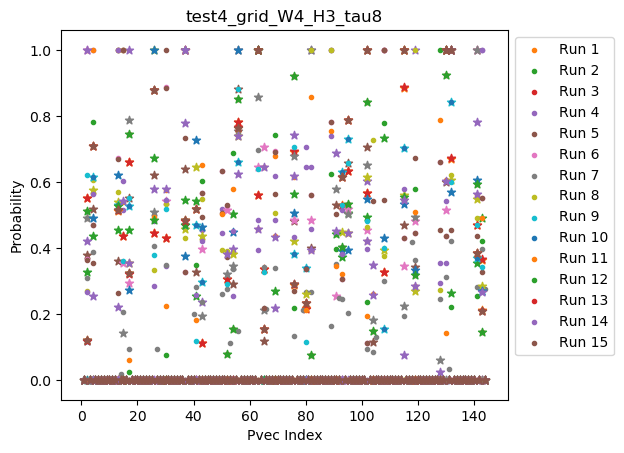 test4_grid_W4_H3_tau8
1.0
0.8
0.6
0.4
0.2
0.0
Probability
0 20 40 60 80 100 120 140
Pvec Index
Run 1
Run 2
Run 3
Run 4
Run 5
Run 6
Run 7
Run 8
Run 9
Run 10
Run 11
Run 12
Run 13
Run 14
Run 15